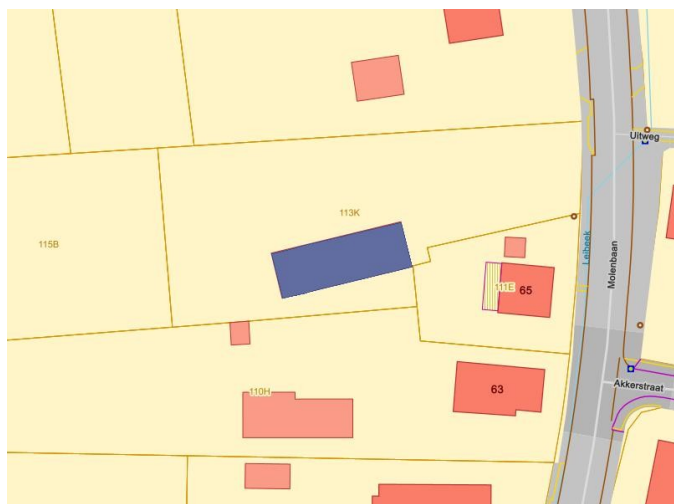 Uitweg
113K
115B
Leibeek
Molenbaan
111E
65
Akkerstraat
63
110H